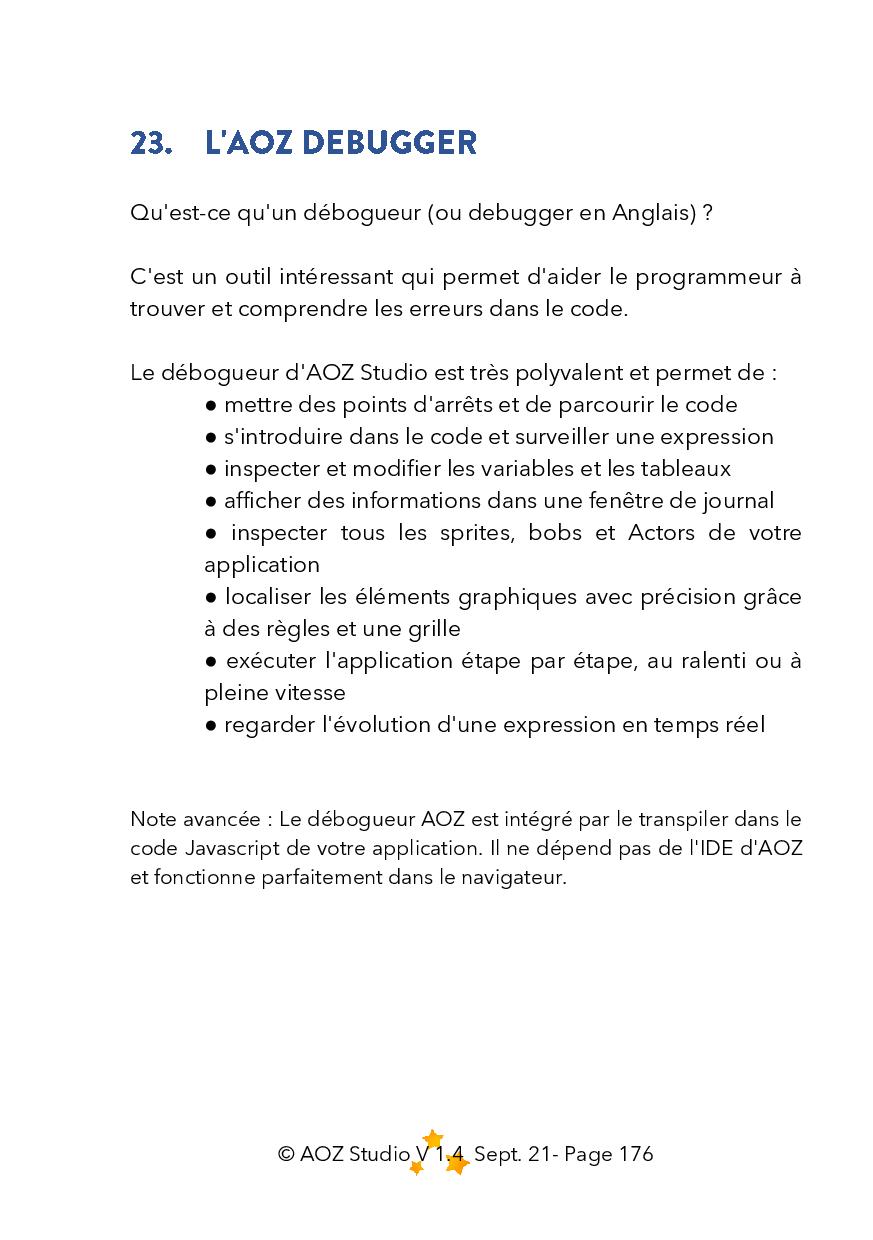 23. L'AOZ DEBUGGER
Qu'est-ce qu'un débogueur (ou debugger en Anglais) ?
C'est un outil intéressant qui permet d'aider le programmeur à
trouver et comprendre les erreurs dans le code.
Le débogueur d'AOZ Studio est très polyvalent et permet de :
● mettre des points d'arrêts et de parcourir le code
● s'introduire dans le code et surveiller une expression
● inspecter et modifier les variables et les tableaux
● afficher des informations dans une fenêtre de journal
● inspecter tous les sprites, bobs et Actors de votre
application
● localiser les éléments graphiques avec précision grâce
à des règles et une grille
● exécuter l'application étape par étape, au ralenti ou à
pleine vitesse
● regarder l'évolution d'une expression en temps réel
Note avancée : Le débogueur AOZ est intégré par le transpiler dans le
code Javascript de votre application. Il ne dépend pas de l'IDE d'AOZ
et fonctionne parfaitement dans le navigateur.
© AOZ Studio V 1.4 Sept. 21- Page 176